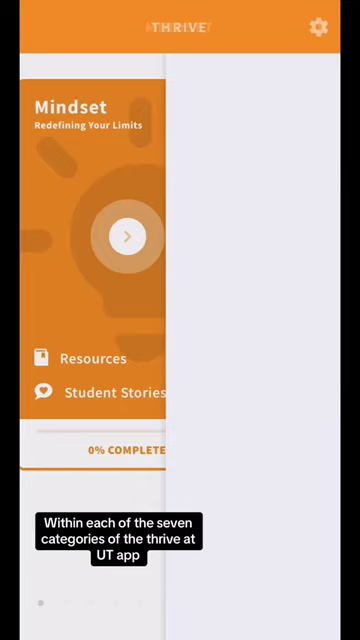 THRIVE
Mindset
Redefining Your Limits
Resources
Student Stories
0% COMPLETE
Within each of the seven
categories of the thrive at
UT app